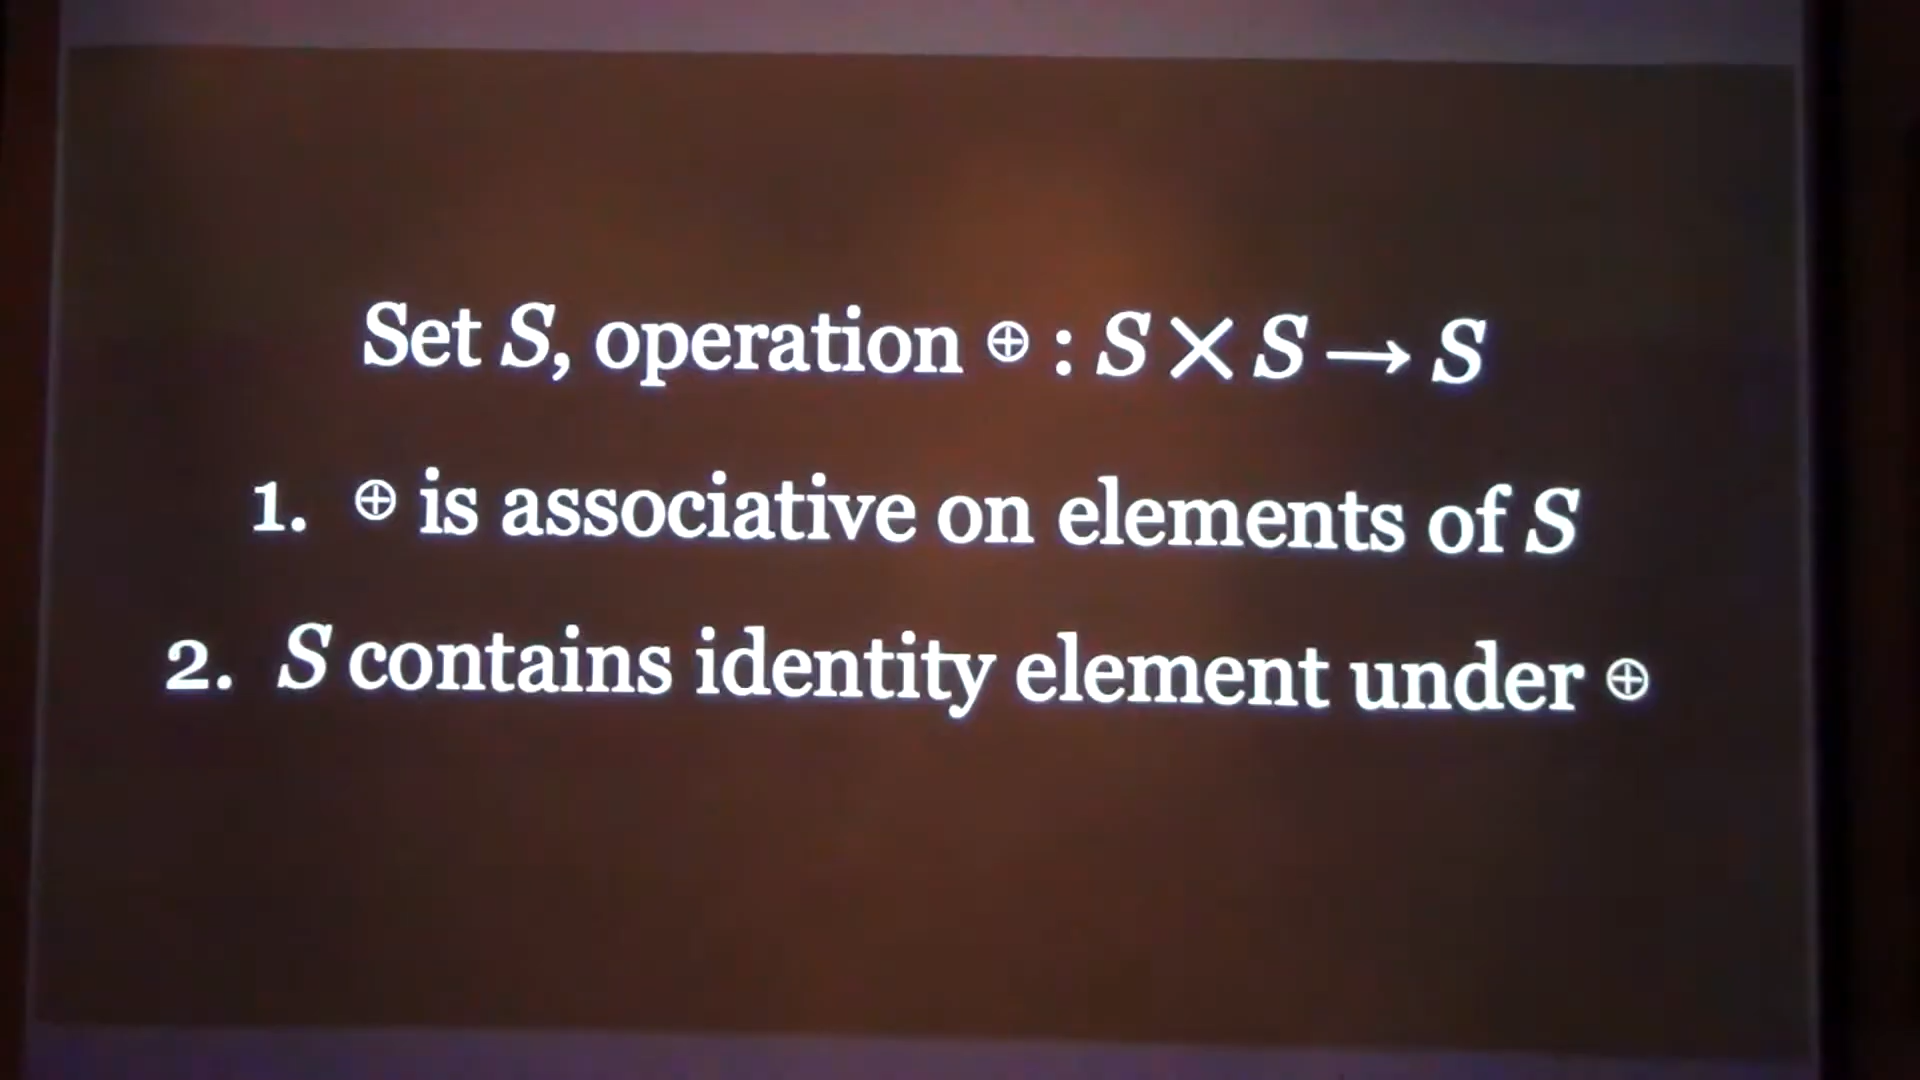 Set S, operation ⊕ : S × S → S
1. ⊕ is associative on elements of S
2. S contains identity element under ⊕